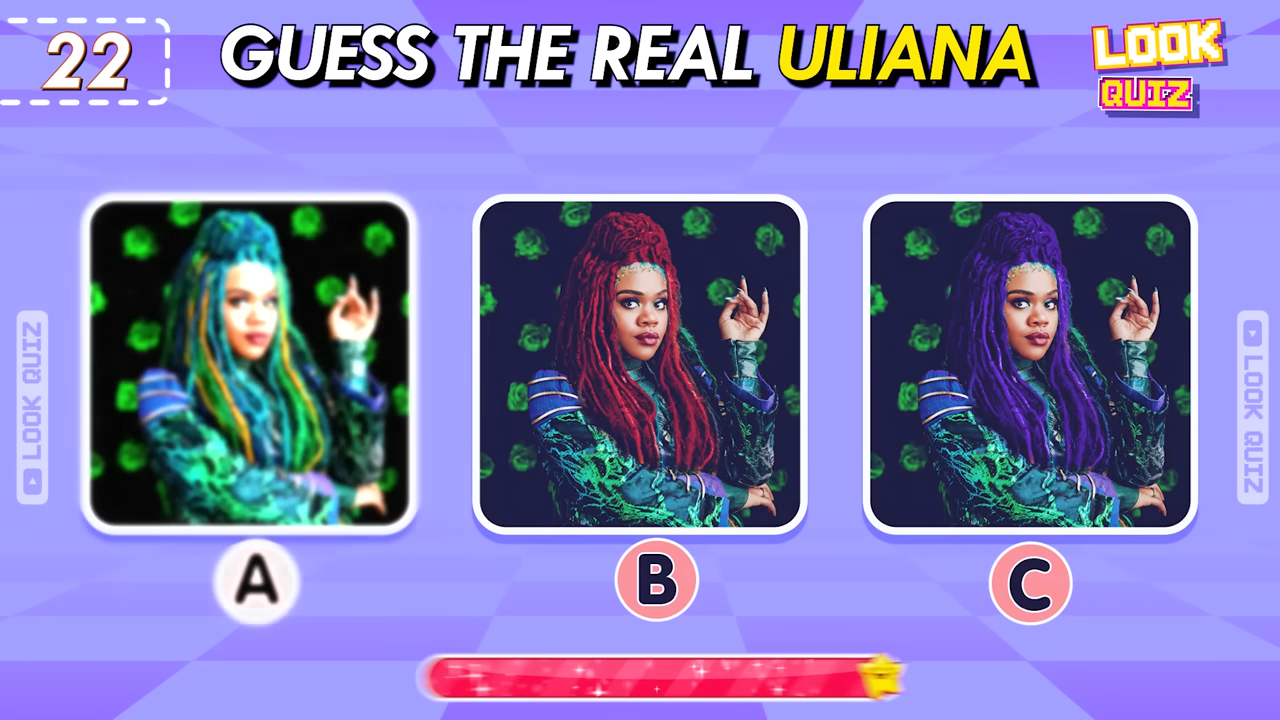 22
GUESS THE REAL ULIANA
LOOK
QUIZ
LOOK QUIZ
LOOK QUIZ
A
B
C